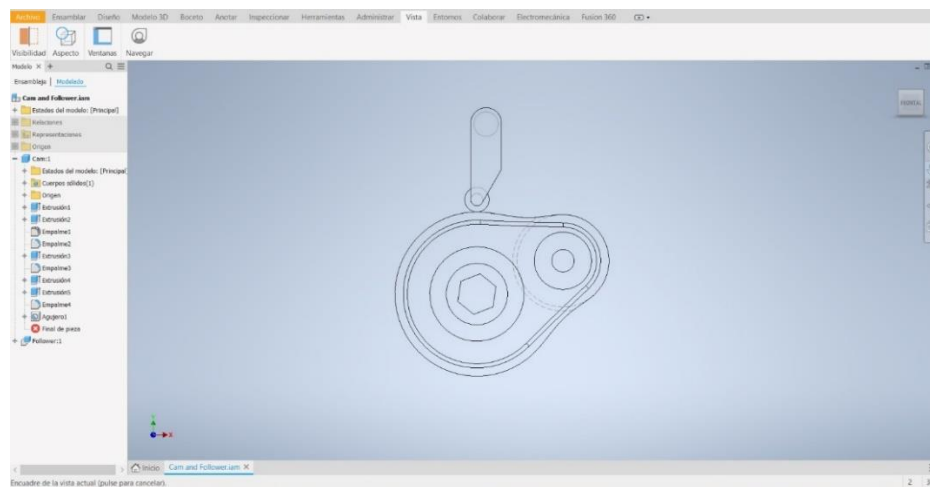 Archivo Ensamblar Diseño Modelo 3D Boceto Anotar Inspeccionar Herramientas Administrar Vista Entornos Colaborar Electromecánica Fusion 360
Visibilidad Aspecto Ventanas Navegar
Modelo
Ensamblaje | Modelado
Cam and Follower.iam
Estados del modelo: [Principal]
Relaciones
Representaciones
Origen
Cam:1
Estados del modelo: [Principal
Cuerpos sólidos(1)
Origen
Extrusión1
Extrusión2
Empalme1
Empalme2
Extrusión3
Empalme3
Extrusión4
Extrusión5
Empalme4
Agujero1
Final de pieza
Follower:1
FRONTAL
Y
X
Inicio Cam and Follower.iam
Encuadre de la vista actual (pulse para cancelar). 2